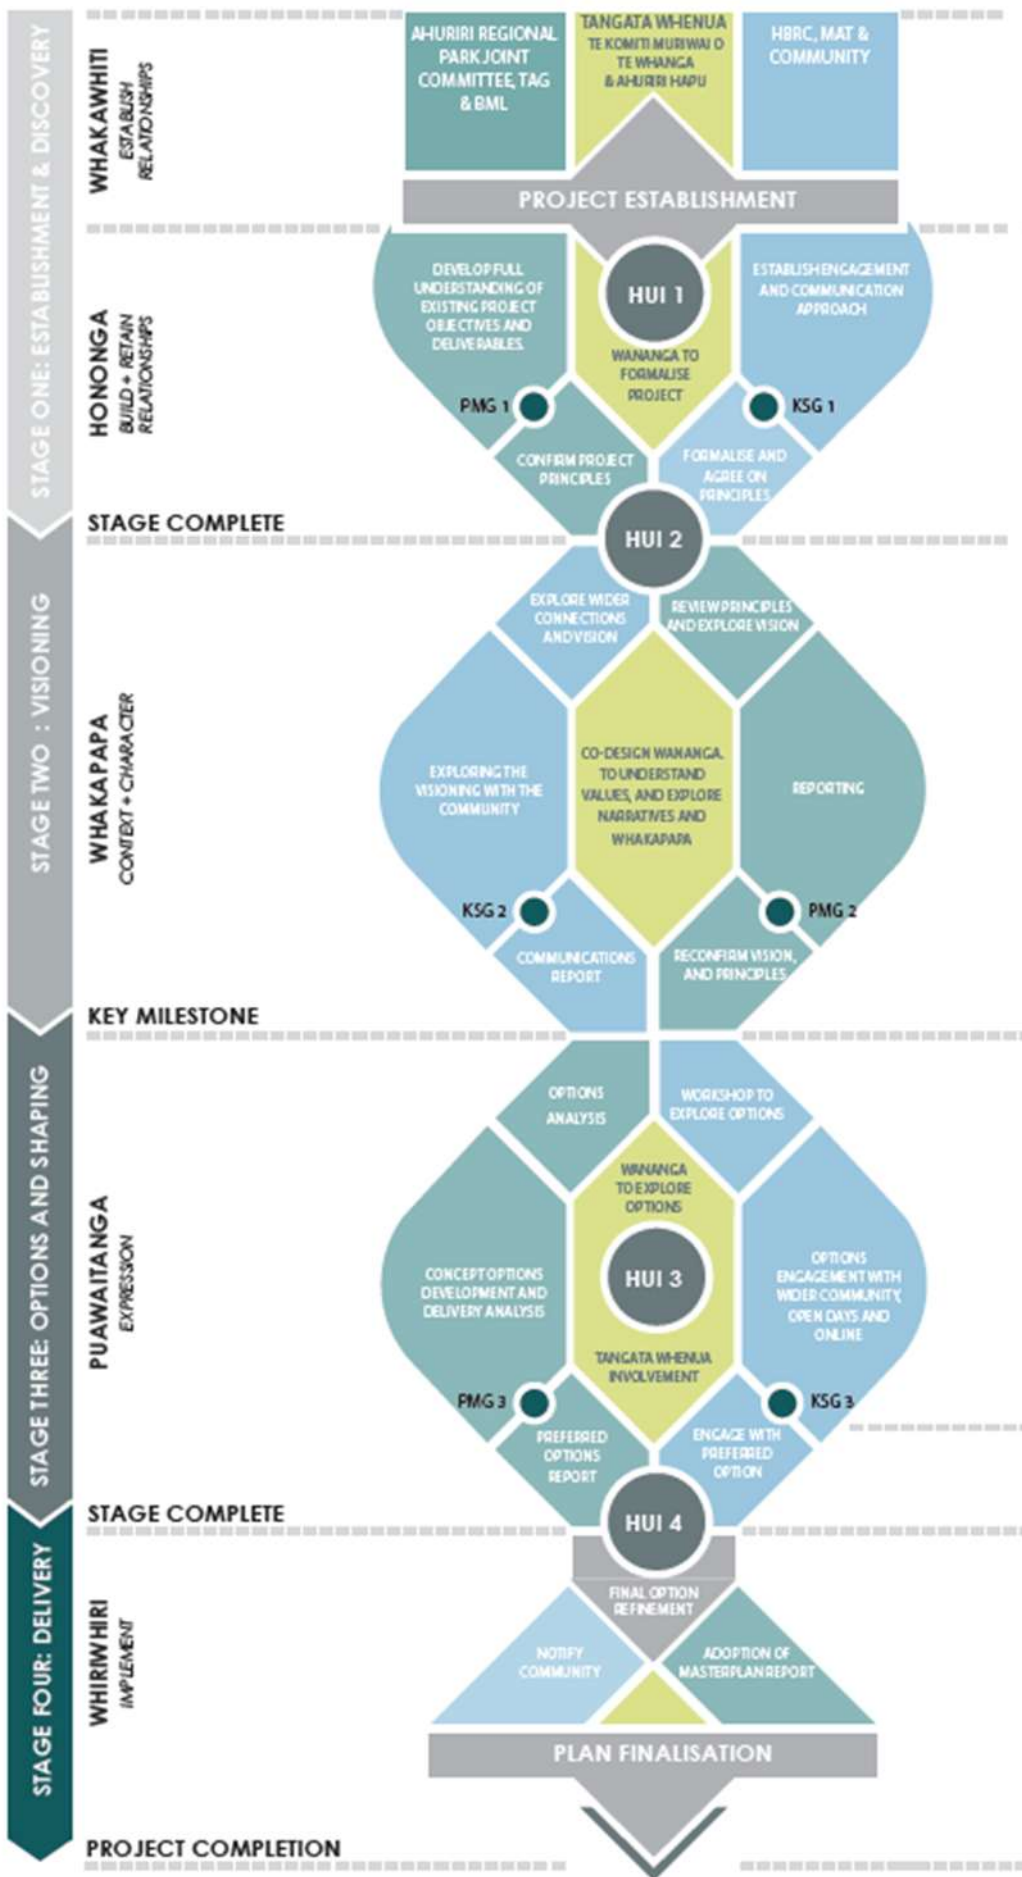 STAGE ONE: ESTABLISHMENT & DISCOVERY
WHAKAWHITI
ESTABLISH
RELATIONSHIPS
AHURIRI REGIONAL
PARK JOINT
COMMITTEE, TAG
& BML
TANGATA WHENUA
TE KOMITI MURIWAI O
TE WHANGA
& AHURIRI HAPU
HBRC, MAT &
COMMUNITY
PROJECT ESTABLISHMENT
HONONGA
BUILD + RETAIN
RELATIONSHIPS
DEVELOP FULL
UNDERSTANDING OF
EXISTING PROJECT
OBJECTIVES AND
DELIVERABLES.
HUI 1
WANANGA TO
FORMALISE
PROJECT
ESTABLISH ENGAGEMENT
AND COMMUNICATION
APPROACH
PMG 1
KSG 1
CONFIRM PROJECT
PRINCIPLES
FORMALISE AND
AGREE ON
PRINCIPLES
STAGE COMPLETE
HUI 2
STAGE TWO : VISIONING
WHAKAPAPA
CONTEXT + CHARACTER
EXPLORE WIDER
CONNECTIONS
AND VISION
REVIEW PRINCIPLES
AND EXPLORE VISION
EXPLORING THE
VISIONING WITH THE
COMMUNITY
CO-DESIGN WANANGA.
TO UNDERSTAND
VALUES, AND EXPLORE
NARRATIVES AND
WHAKAPAPA
REPORTING
KSG 2
PMG 2
COMMUNICATIONS
REPORT
RECONFIRM VISION,
AND PRINCIPLES
KEY MILESTONE
STAGE THREE: OPTIONS AND SHAPING
PUAWAITANGA
EXPRESSION
OPTIONS
ANALYSIS
WORKSHOP TO
EXPLORE OPTIONS
WANANGA
TO EXPLORE
OPTIONS
HUI 3
TANGATA WHENUA
INVOLVEMENT
CONCEPT OPTIONS
DEVELOPMENT AND
DELIVERY ANALYSIS
OPTIONS
ENGAGEMENT WITH
WIDER COMMUNITY,
OPEN DAYS AND
ONLINE
PMG 3
KSG 3
PREFERRED
OPTIONS
REPORT
ENGAGE WITH
PREFERRED
OPTION
STAGE COMPLETE
HUI 4
STAGE FOUR: DELIVERY
WHIRIWHIRI
IMPLEMENT
FINAL OPTION
REFINEMENT
NOTIFY
COMMUNITY
ADOPTION OF
MASTERPLAN REPORT
PLAN FINALISATION
PROJECT COMPLETION